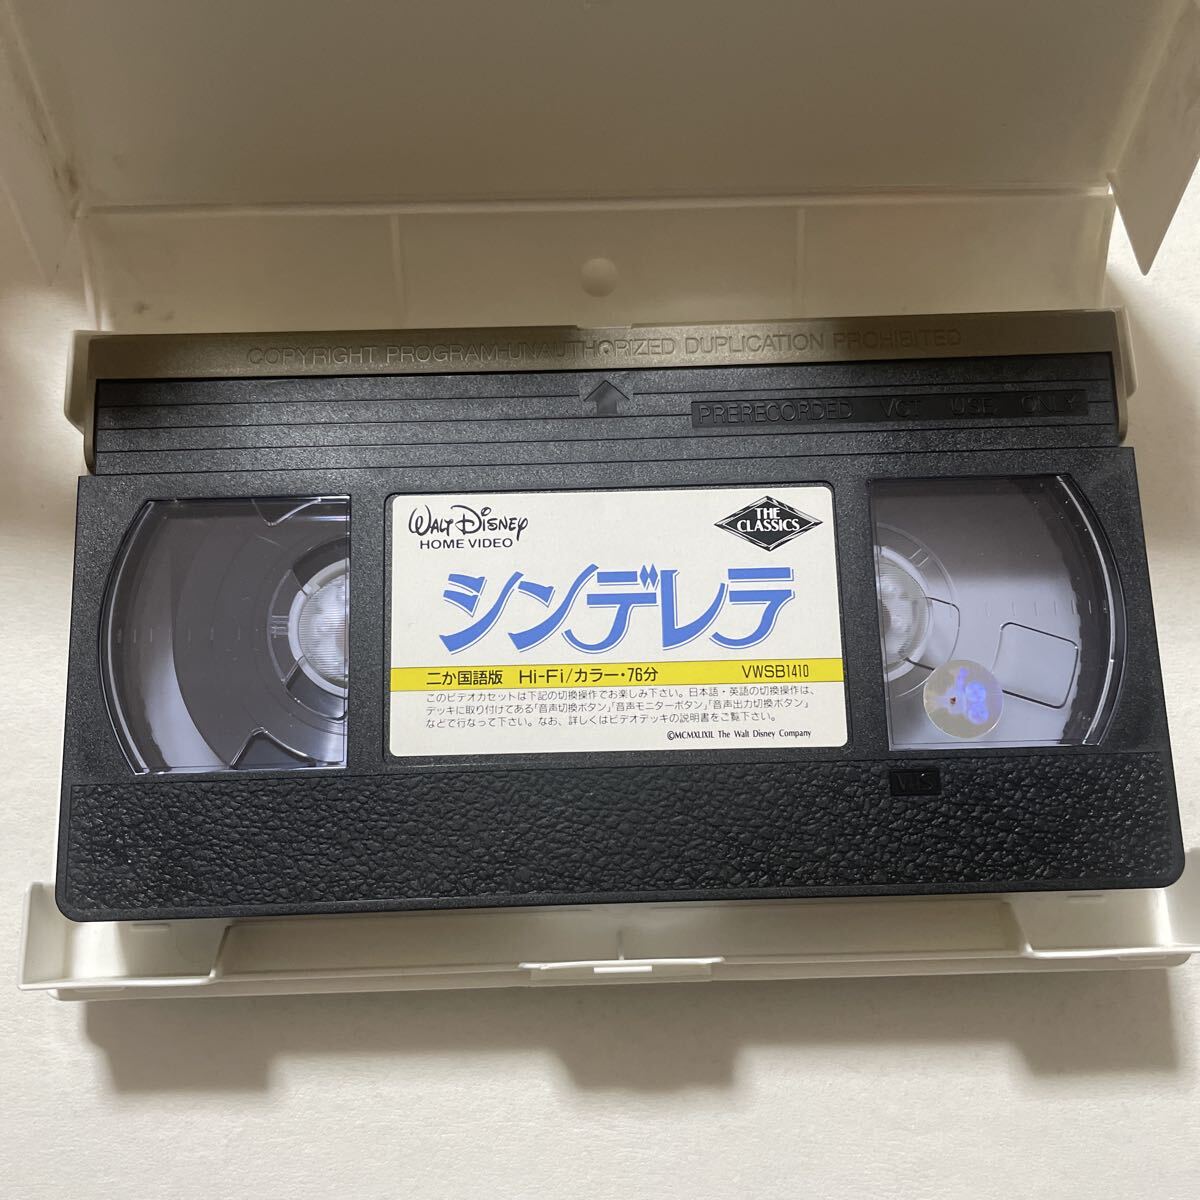 COPYRIGHT PROGRAM-UNAUTHORIZED DUPLICATION PROHIBITED
PRERECORDED VCT USE ONLY
WALT DISNEY
HOME VIDEO
THE
CLASSICS
シンデレラ
二か国語版 Hi-Fi/カラー・76分 VWSB1410
このビデオカセットは下記の切換操作でお楽しみ下さい。日本語・英語の切換操作は、
デッキに取り付けてある「音声切換ボタン」「音声モニターボタン」「音声出力切換ボタン」
などで行なって下さい。なお、詳しくはビデオデッキの説明書をご覧下さい。
©MCMXLIXIL The Walt Disney Company
VHS